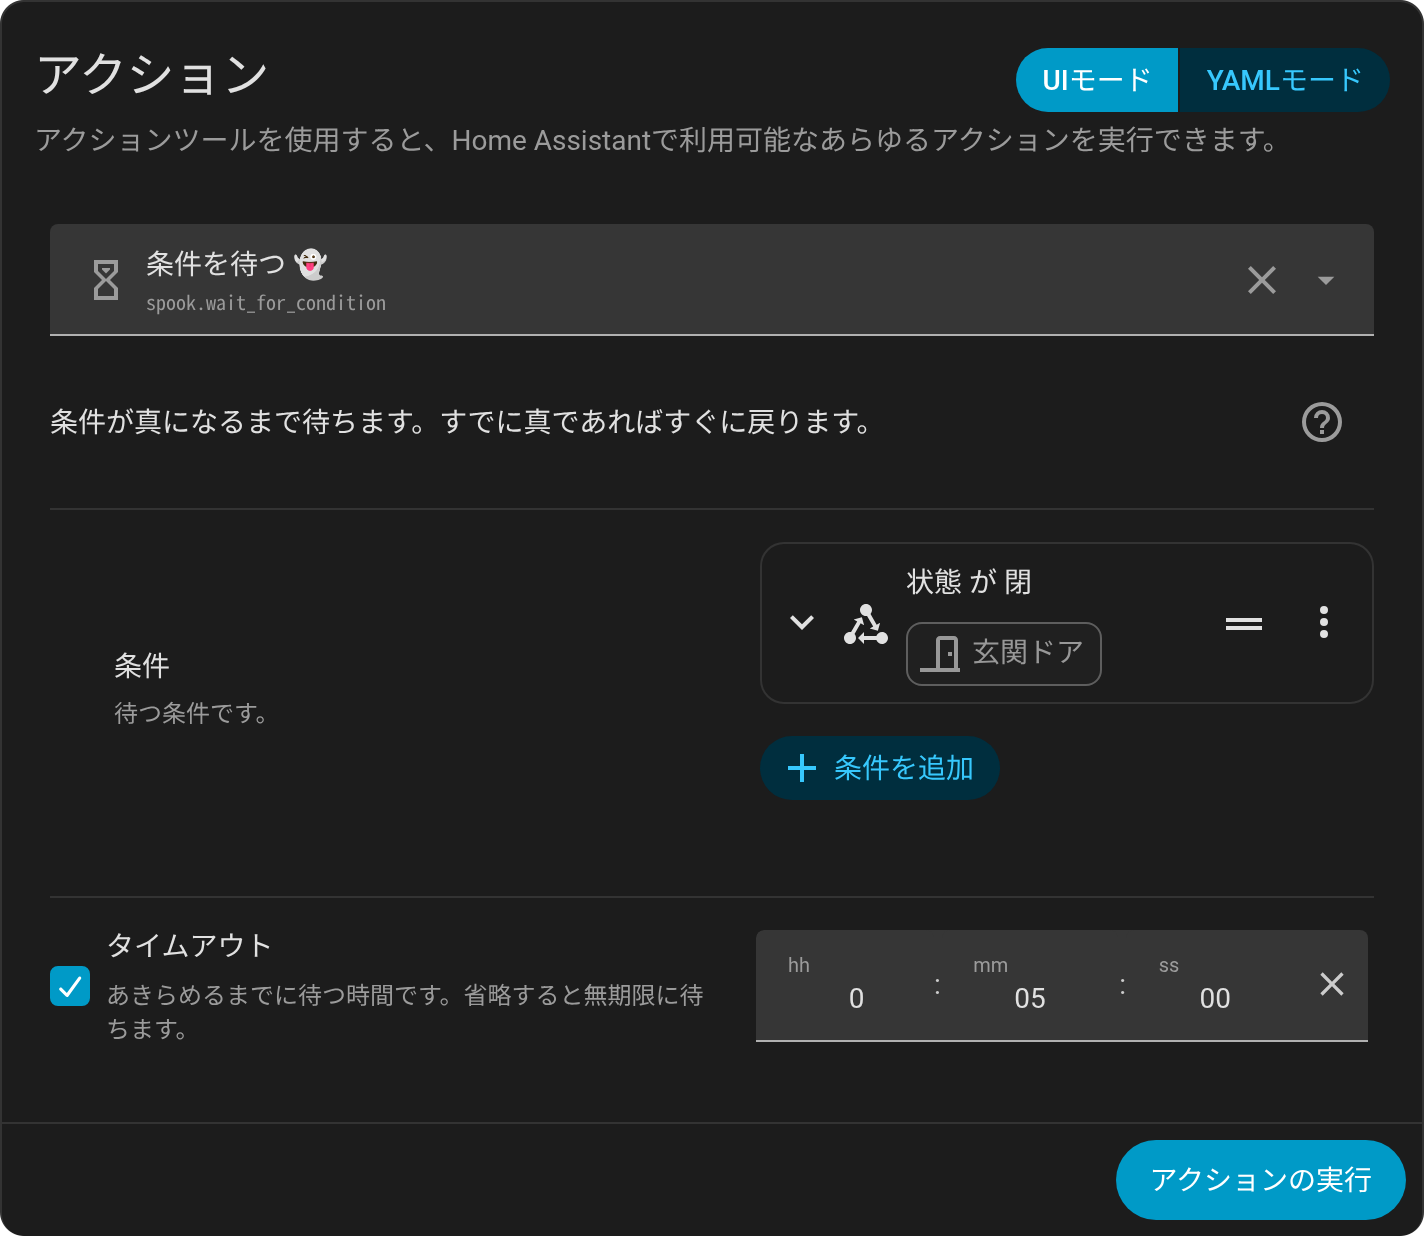 アクション
UIモード
YAMLモード
アクションツールを使用すると、Home Assistantで利用可能なあらゆるアクションを実行できます。
条件を待つ 👻
spook.wait_for_condition
条件が真になるまで待ちます。すでに真であればすぐに戻ります。
状態 が 閉
玄関ドア
条件
待つ条件です。
条件を追加
タイムアウト
あきらめるまでに待つ時間です。省略すると無期限に待
ちます。
hh
mm
ss
0 : 05 : 00
アクションの実行